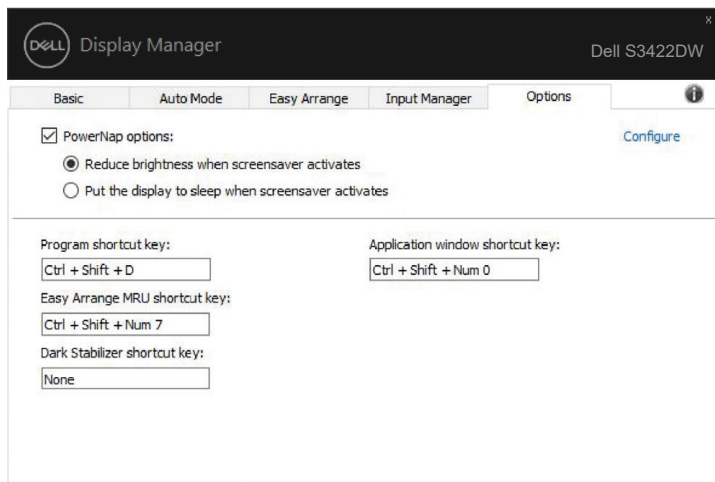 x
DELL Display Manager
Dell S3422DW
Basic Auto Mode Easy Arrange Input Manager Options i
PowerNap options: Configure
Reduce brightness when screensaver activates
Put the display to sleep when screensaver activates
Program shortcut key: Application window shortcut key:
Ctrl + Shift + D Ctrl + Shift + Num 0
Easy Arrange MRU shortcut key:
Ctrl + Shift + Num 7
Dark Stabilizer shortcut key:
None